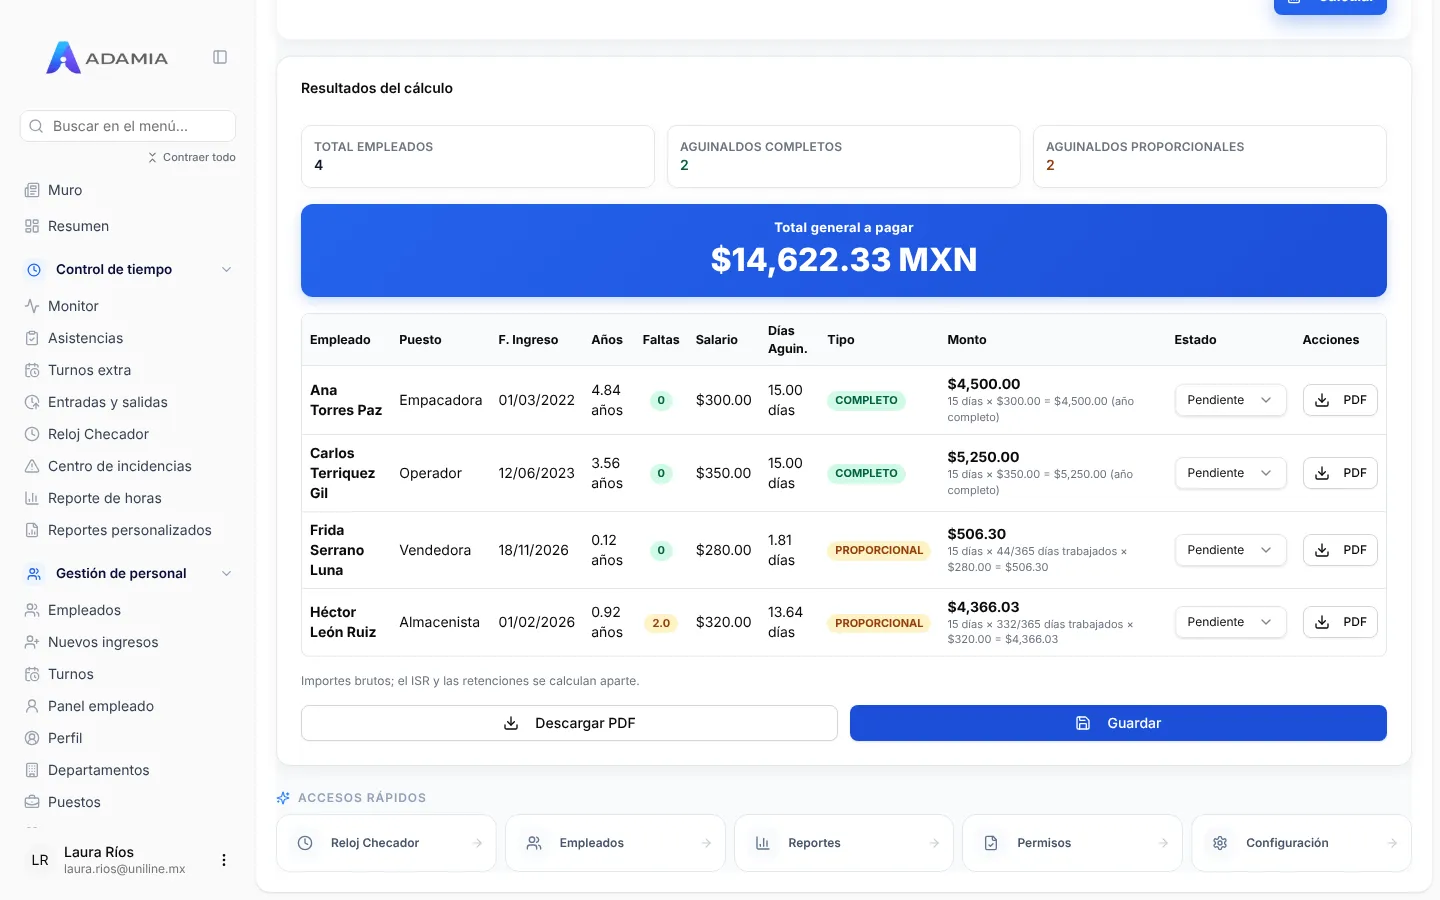 ADAMIA
Buscar en el menú...
Contraer todo
Muro
Resumen
Control de tiempo
Monitor
Asistencias
Turnos extra
Entradas y salidas
Reloj Checador
Centro de incidencias
Reporte de horas
Reportes personalizados
Gestión de personal
Empleados
Nuevos ingresos
Turnos
Panel empleado
Perfil
Departamentos
Puestos
LR
Laura Ríos
laura.rios@uniline.mx
Resultados del cálculo
TOTAL EMPLEADOS
4
AGUINALDOS COMPLETOS
2
AGUINALDOS PROPORCIONALES
2
Total general a pagar
$14,622.33 MXN
Empleado Puesto F. Ingreso Años Faltas Salario Días Aguin. Tipo Monto Estado Acciones
Ana Torres Paz Empacadora 01/03/2022 4.84 años 0 $300.00 15.00 días COMPLETO $4,500.00 Pendiente PDF
15 días × $300.00 = $4,500.00 (año
completo)
Carlos Terriquez Gil Operador 12/06/2023 3.56 años 0 $350.00 15.00 días COMPLETO $5,250.00 Pendiente PDF
15 días × $350.00 = $5,250.00 (año
completo)
Frida Serrano Luna Vendedora 18/11/2026 0.12 años 0 $280.00 1.81 días PROPORCIONAL $506.30 Pendiente PDF
15 días × 44/365 días trabajados ×
$280.00 = $506.30
Héctor León Ruiz Almacenista 01/02/2026 0.92 años 2.0 $320.00 13.64 días PROPORCIONAL $4,366.03 Pendiente PDF
15 días × 332/365 días trabajados ×
$320.00 = $4,366.03
Importes brutos; el ISR y las retenciones se calculan aparte.
Descargar PDF
Guardar
ACCESOS RÁPIDOS
Reloj Checador
Empleados
Reportes
Permisos
Configuración